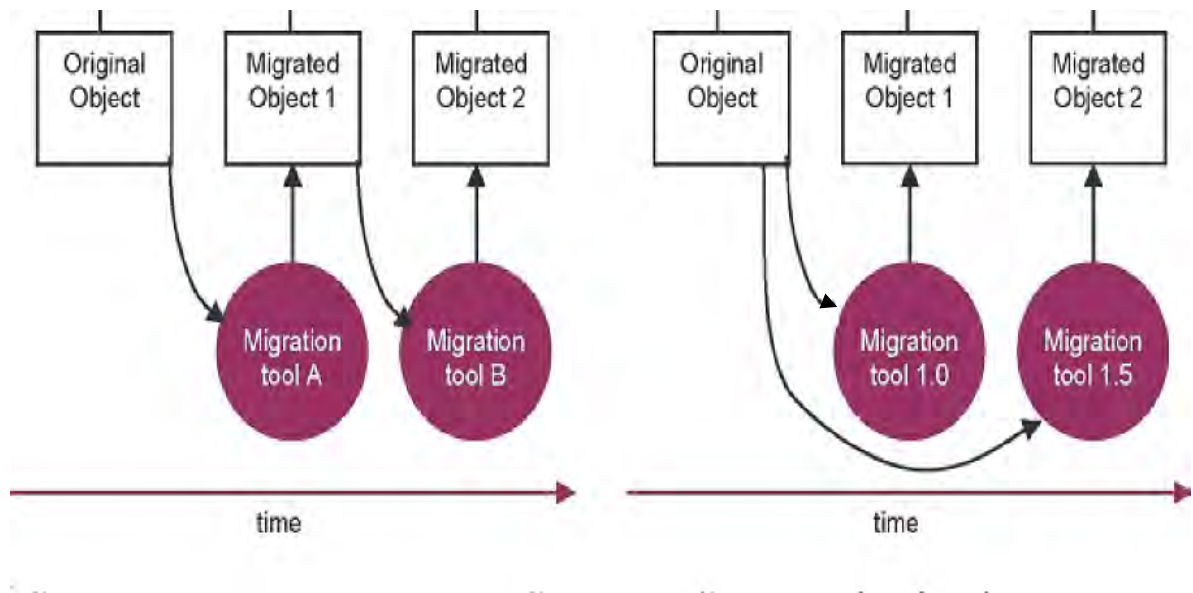 Original
Object
Migrated
Object 1
Migrated
Object 2
Migration
tool A
Migration
tool B
time
Original
Object
Migrated
Object 1
Migrated
Object 2
Migration
tool 1.0
Migration
tool 1.5
time